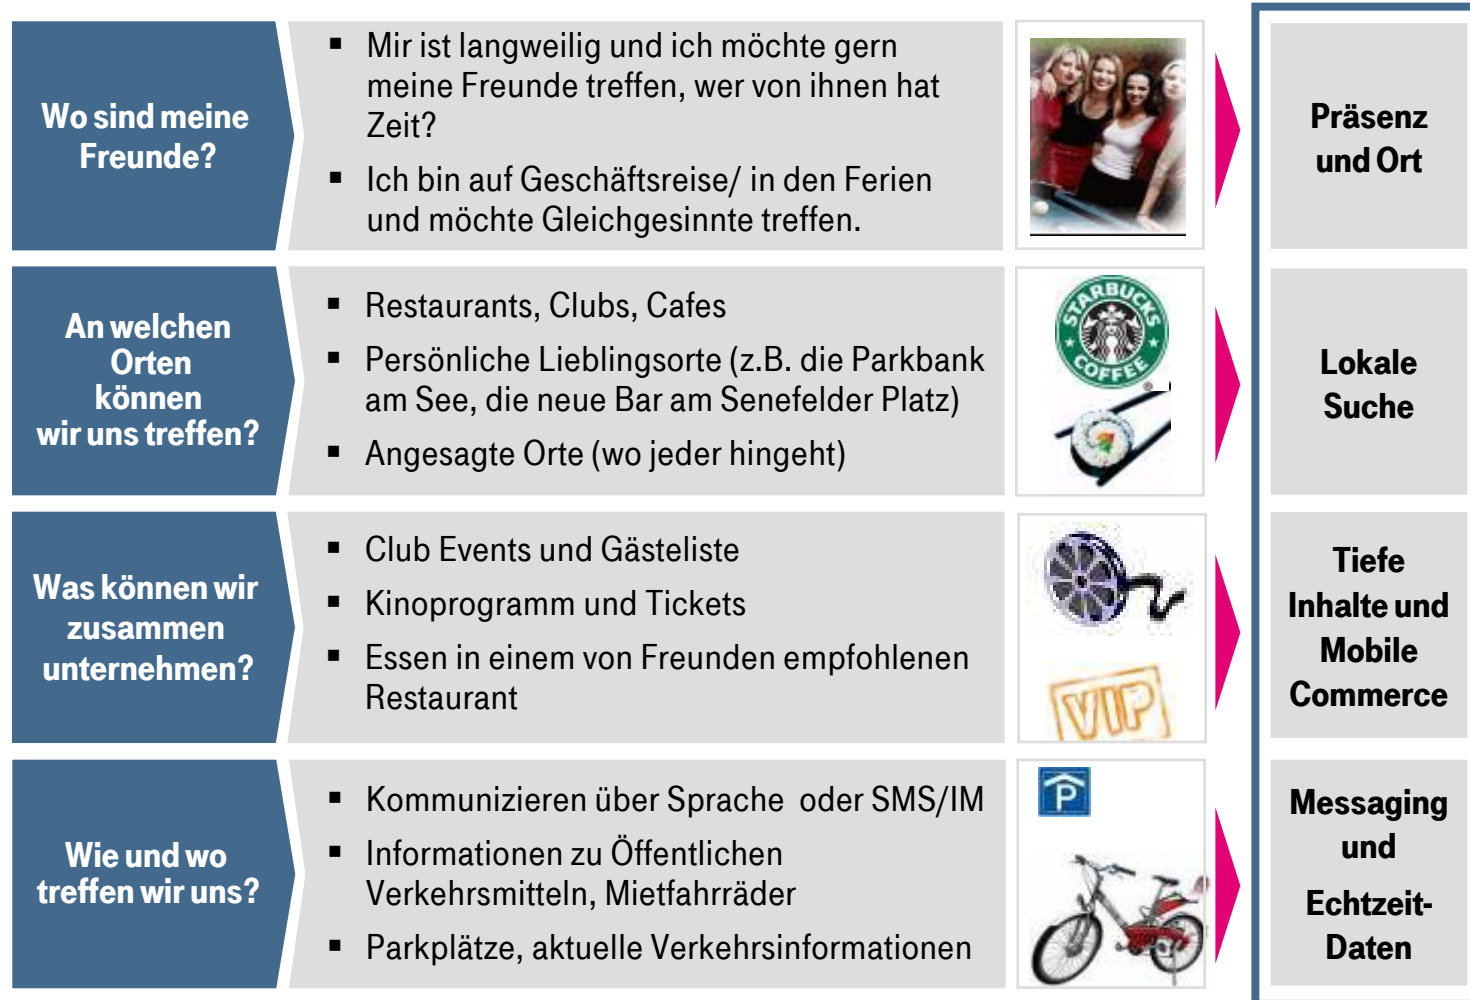 Wo sind meine
Freunde?
▪ Mir ist langweilig und ich möchte gern
meine Freunde treffen, wer von ihnen hat
Zeit?
▪ Ich bin auf Geschäftsreise/ in den Ferien
und möchte Gleichgesinnte treffen.
Präsenz
und Ort
An welchen
Orten
können
wir uns treffen?
▪ Restaurants, Clubs, Cafes
▪ Persönliche Lieblingsorte (z.B. die Parkbank
am See, die neue Bar am Senefelder Platz)
▪ Angesagte Orte (wo jeder hingeht)
STARBUCKS
COFFEE
®
Lokale
Suche
Was können wir
zusammen
unternehmen?
▪ Club Events und Gästeliste
▪ Kinoprogramm und Tickets
▪ Essen in einem von Freunden empfohlenen
Restaurant
VIP
Tiefe
Inhalte und
Mobile
Commerce
Wie und wo
treffen wir uns?
▪ Kommunizieren über Sprache  oder SMS/IM
▪ Informationen zu Öffentlichen
Verkehrsmitteln, Mietfahrräder
▪ Parkplätze, aktuelle Verkehrsinformationen
P
Messaging
und
Echtzeit-
Daten